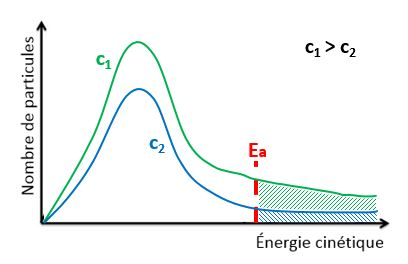 Nombre de particules
c₁
c₂
c₁ > c₂
Ea
Énergie cinétique